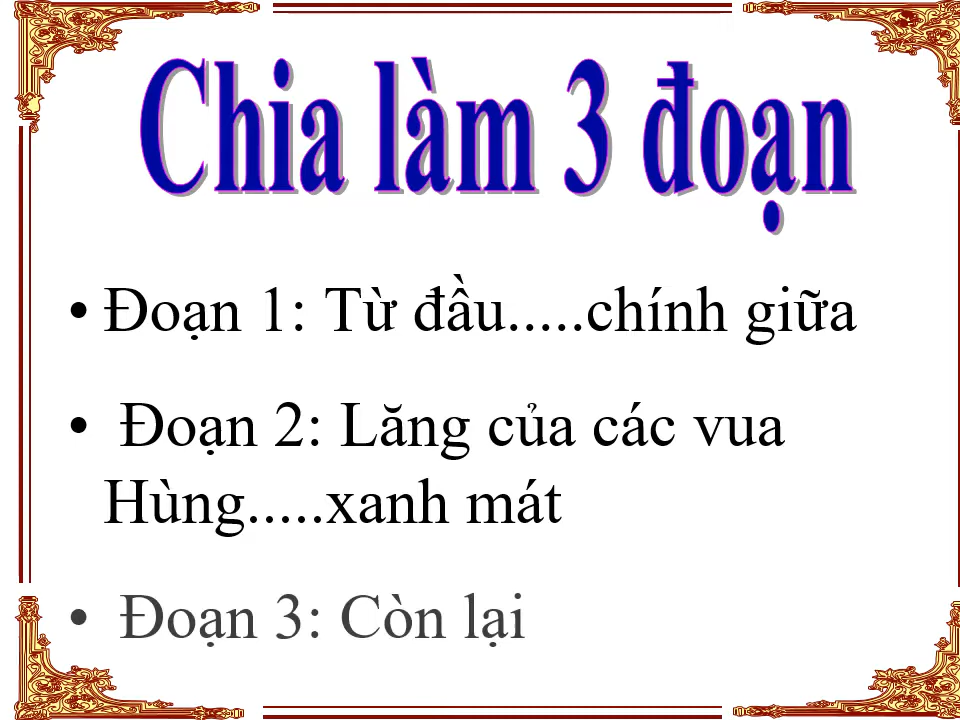 Chia làm 3 đoạn
• Đoạn 1: Từ đầu.....chính giữa
• Đoạn 2: Lăng của các vua
Hùng.....xanh mát
• Đoạn 3: Còn lại